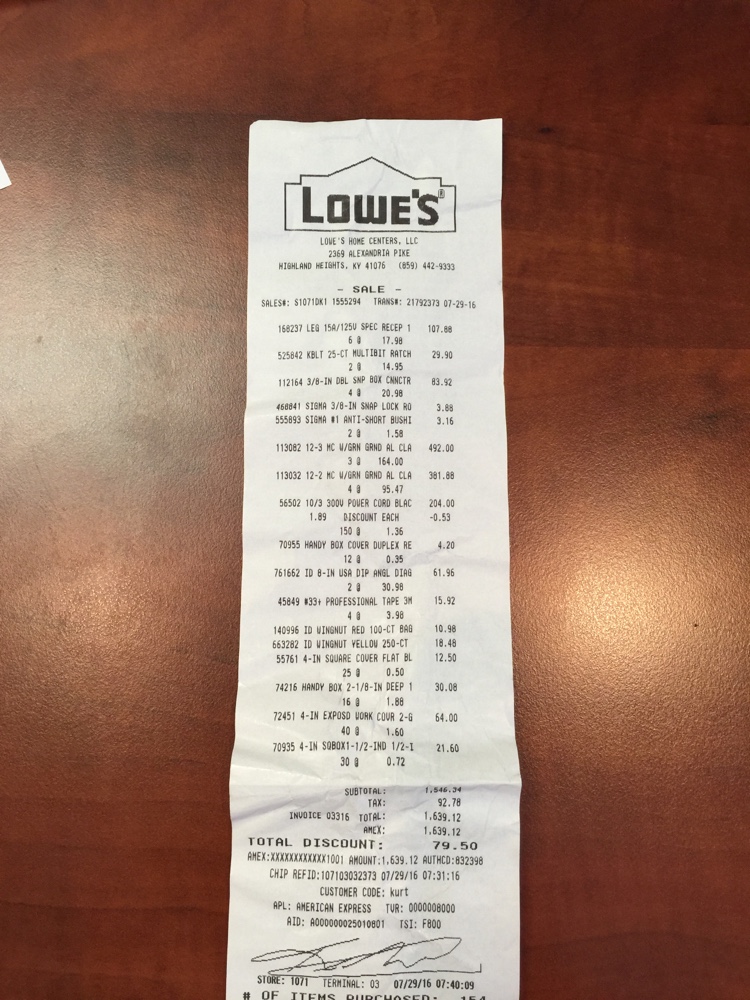 LOWE'S®
LOWE'S HOME CENTERS, LLC
2369 ALEXANDRIA PIKE
HIGHLAND HEIGHTS, KY 41076 (859) 442-9333
- SALE -
SALES#: S1071DK1 1555294 TRANS#: 21792373 07-29-16
168237 LEG 15A/125V SPEC RECEP 1 107.88
6 @ 17.98
525842 KBLT 25-CT MULTIBIT RATCH 29.90
2 @ 14.95
112164 3/8-IN DBL SNP BOX CNNCTR 83.92
4 @ 20.98
468841 SIGMA 3/8-IN SNAP LOCK RO 3.88
555893 SIGMA #1 ANTI-SHORT BUSHI 3.16
2 @ 1.58
113082 12-3 MC W/GRN GRND AL CLA 492.00
3 @ 164.00
113032 12-2 MC W/GRN GRND AL CLA 381.88
4 @ 95.47
56502 10/3 300V POWER CORD BLAC 204.00
1.89 DISCOUNT EACH -0.53
150 @ 1.36
70955 HANDY BOX COVER DUPLEX RE 4.20
12 @ 0.35
761662 ID 8-IN USA DIP ANGL DIAG 61.96
2 @ 30.98
45849 #33+ PROFESSIONAL TAPE 3M 15.92
4 @ 3.98
140996 ID WINGNUT RED 100-CT BAG 10.98
663282 ID WINGNUT YELLOW 250-CT 18.48
55761 4-IN SQUARE COVER FLAT BL 12.50
25 @ 0.50
74216 HANDY BOX 2-1/8-IN DEEP 1 30.08
16 @ 1.88
72451 4-IN EXPOSD WORK COVR 2-G 64.00
40 @ 1.60
70935 4-IN SQBOX1-1/2-IND 1/2-I 21.60
30 @ 0.72
SUBTOTAL: 1,546.34
TAX: 92.78
INVOICE 03316 TOTAL: 1,639.12
AMEX: 1,639.12
TOTAL DISCOUNT: 79.50
AMEX:XXXXXXXXXXXX1001 AMOUNT:1,639.12 AUTHCD:832398
CHIP REFID:107103032373 07/29/16 07:31:16
CUSTOMER CODE: kurt
APL: AMERICAN EXPRESS TVR: 0000008000
AID: A000000025010801 TSI: F800
STORE: 1071 TERMINAL: 03 07/29/16 07:40:09
# OF ITEMS PURCHASED: 154